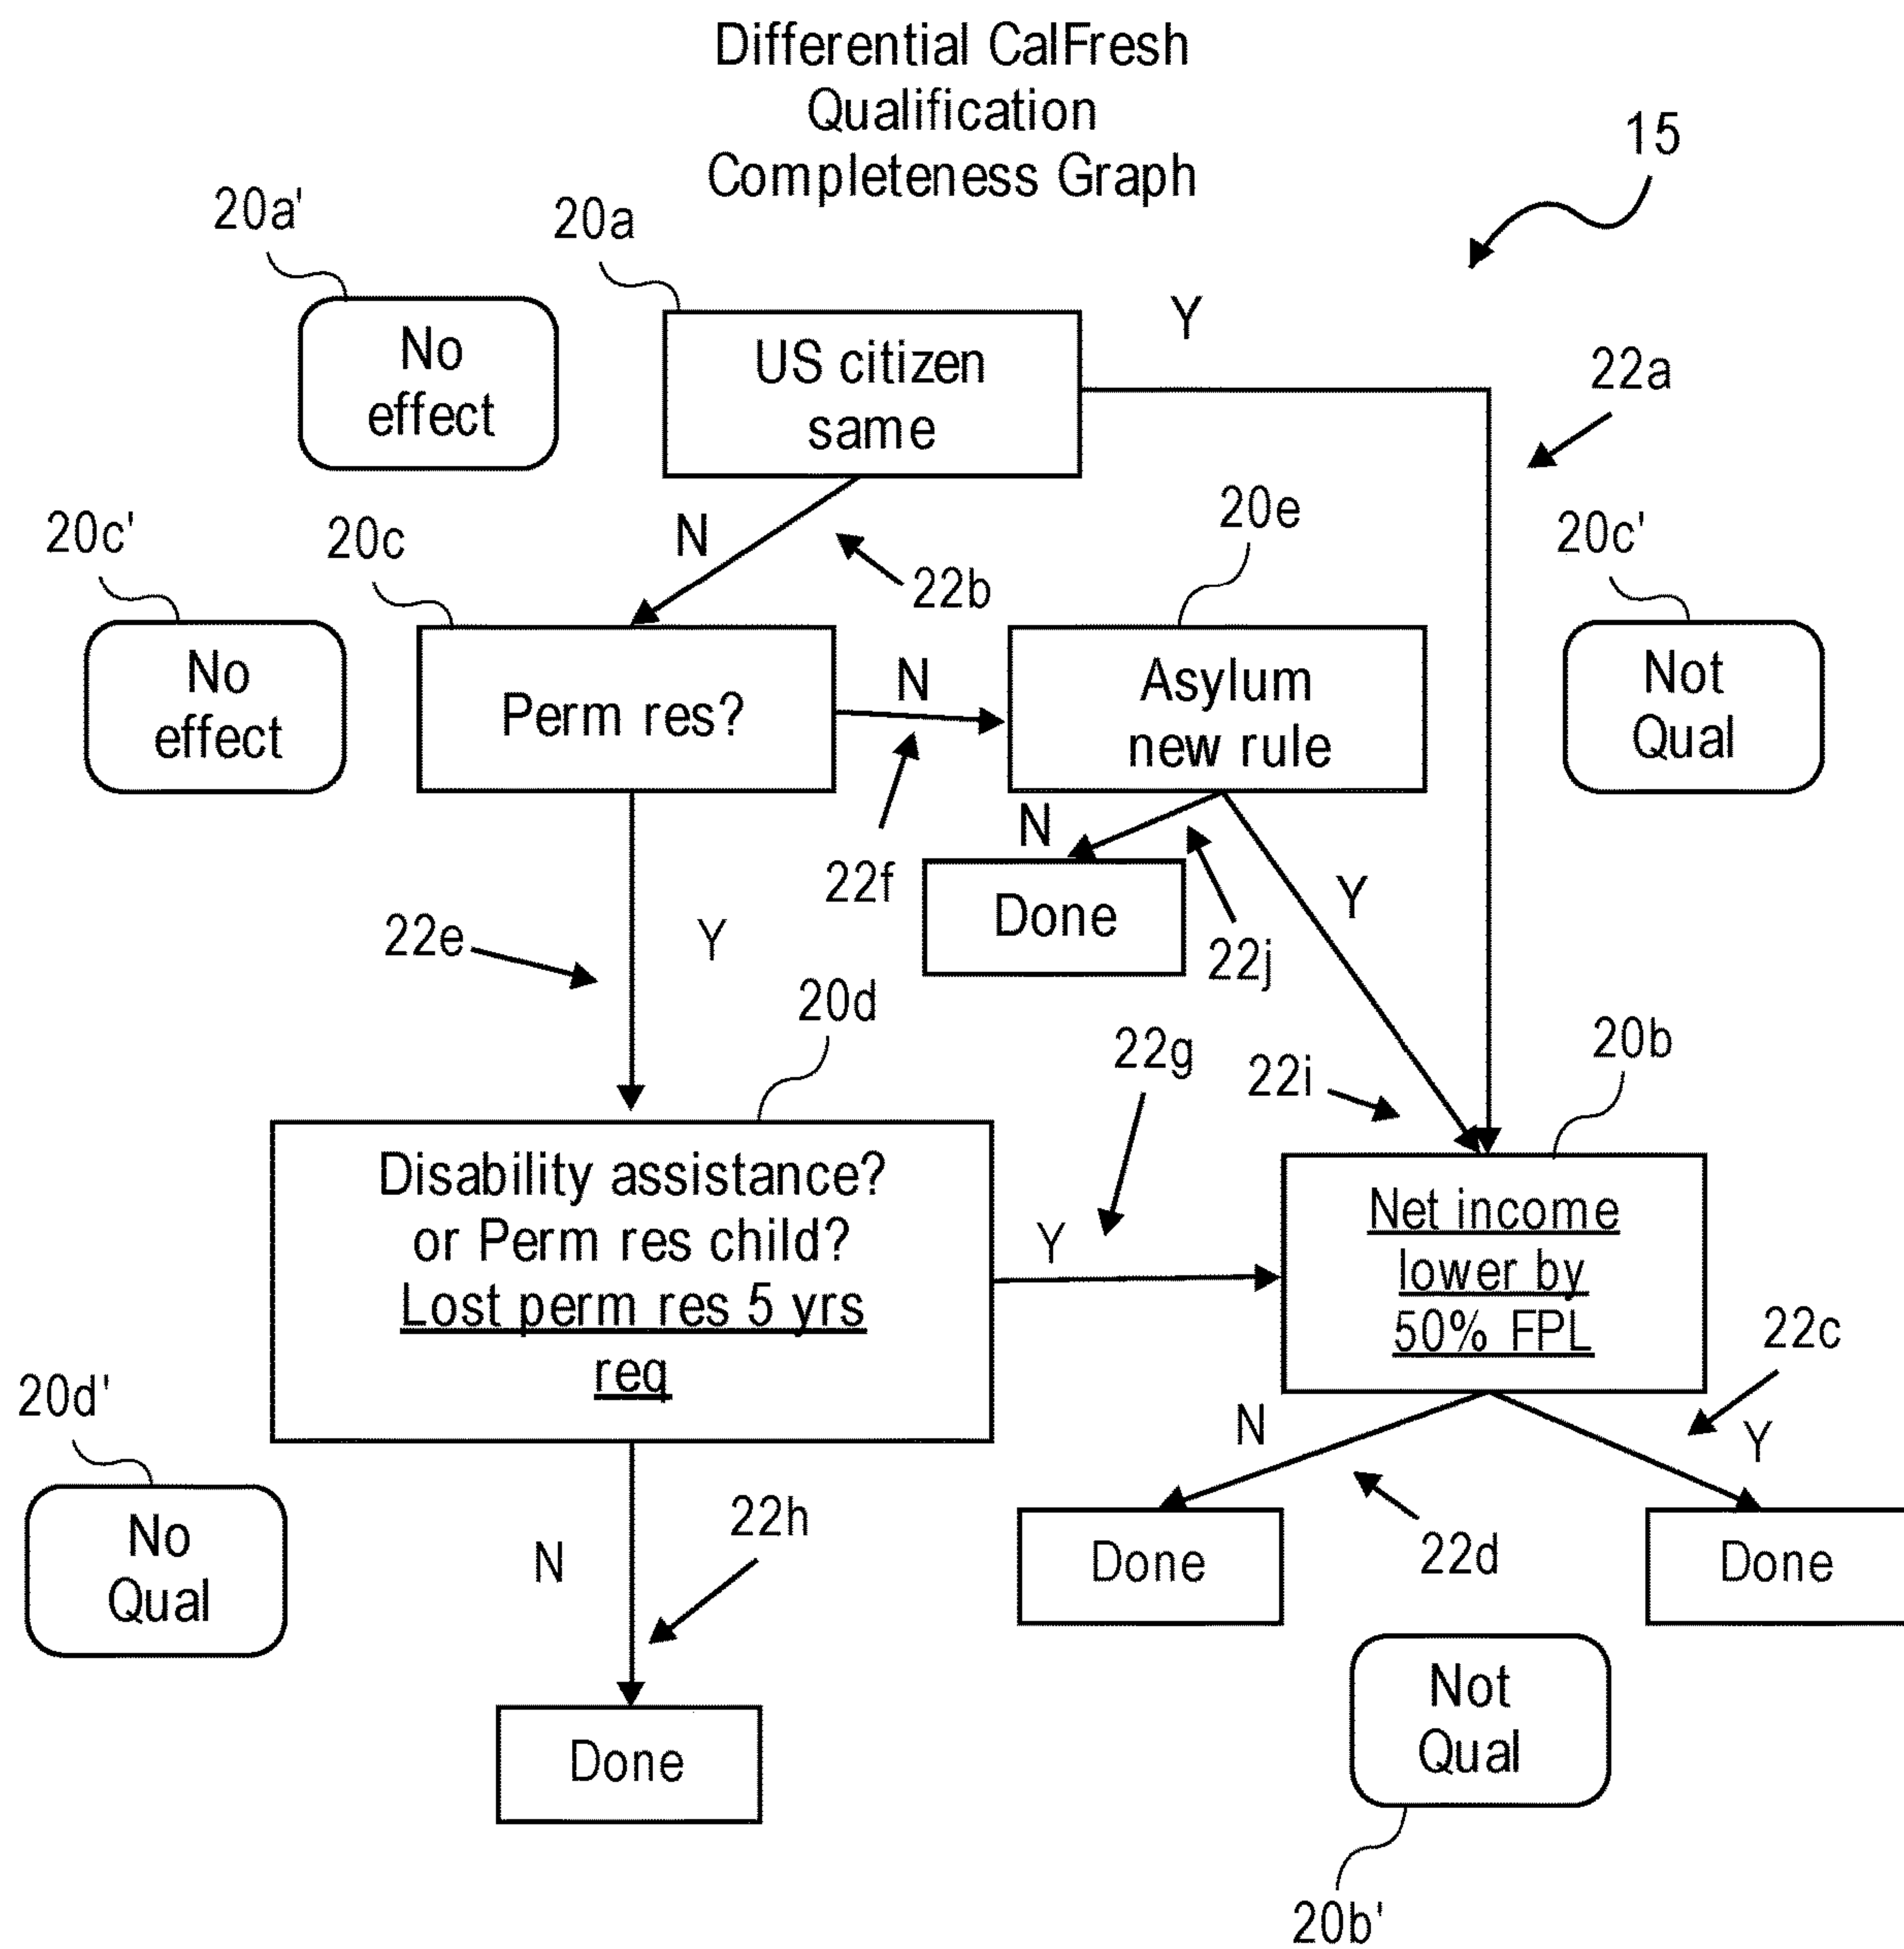 Differential CalFresh
Qualification
Completeness Graph
15
20a'
20a
No
effect
US citizen
same
Y
22a
20c'
20c
N
22b
20e
20c'
No
effect
Perm res?
N
Asylum
new rule
Not
Qual
22f
N
Done
22j
Y
22e
Y
20d
22g
22i
20b
Disability assistance?
or Perm res child?
Lost perm res 5 yrs
req
Y
Net income
lower by
50% FPL
22c
20d'
N
Y
No
Qual
N
22h
Done
22d
Done
Done
Not
Qual
20b'